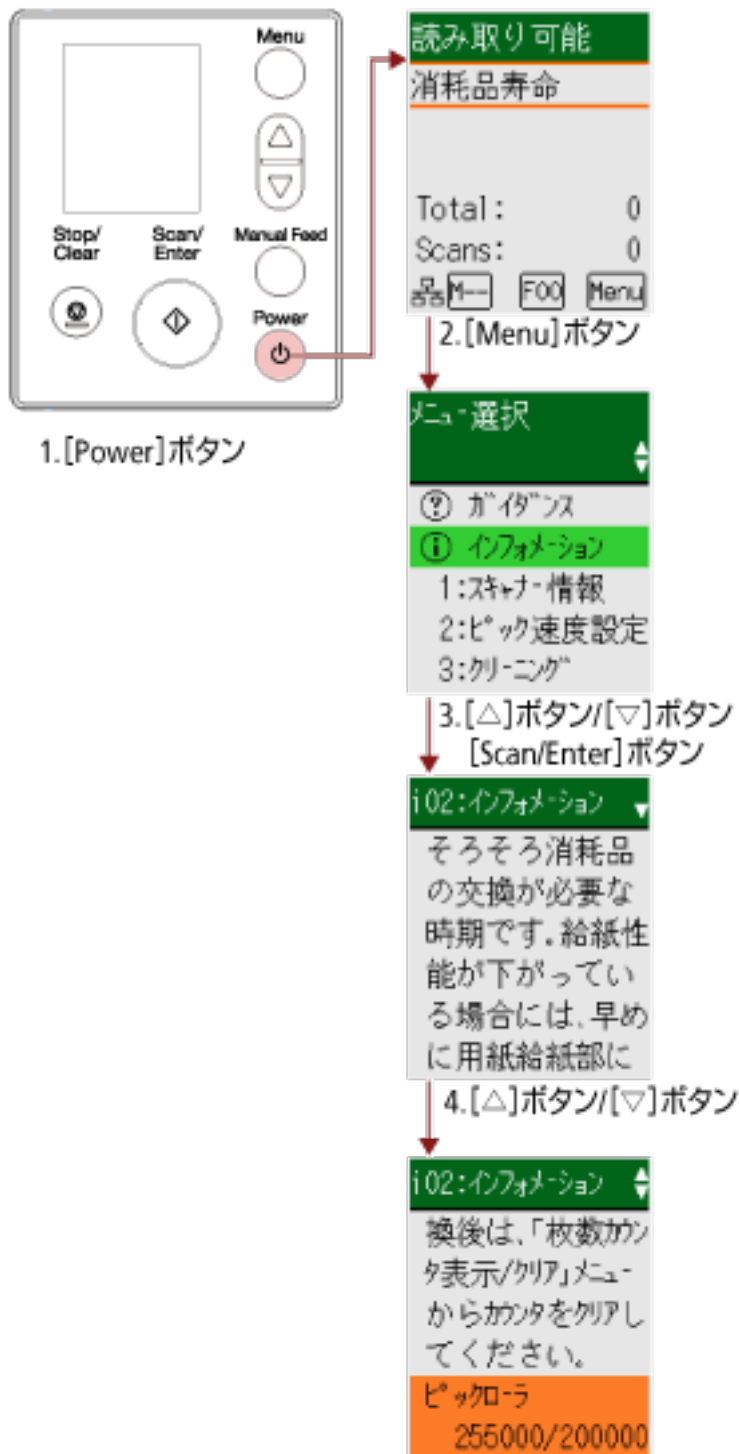 Menu
Stop/
Clear
Scan/
Enter
Manual Feed
Power
1.[Power]ボタン
読み取り可能
消耗品寿命
Total: 0
Scans: 0
M-- F00 Menu
2.[Menu]ボタン
ﾒﾆｭｰ選択
? ｶﾞｲﾀﾞﾝｽ
i ｲﾝﾌｫﾒｰｼｮﾝ
1:ｽｷｬﾅｰ情報
2:ﾋﾟｯｸ速度設定
3:ｸﾘｰﾆﾝｸﾞ
3.[△]ボタン/[▽]ボタン
[Scan/Enter]ボタン
i02:ｲﾝﾌｫﾒｰｼｮﾝ
そろそろ消耗品
の交換が必要な
時期です｡給紙性
能が下がってい
る場合には､早め
に用紙給紙部に
4.[△]ボタン/[▽]ボタン
i02:ｲﾝﾌｫﾒｰｼｮﾝ
換後は､｢枚数ｶｳﾝ
ﾀ表示/ｸﾘｱ｣ﾒﾆｭｰ
からｶｳﾝﾀをｸﾘｱし
てください。
ﾋﾟｯｸﾛｰﾗ
255000/200000